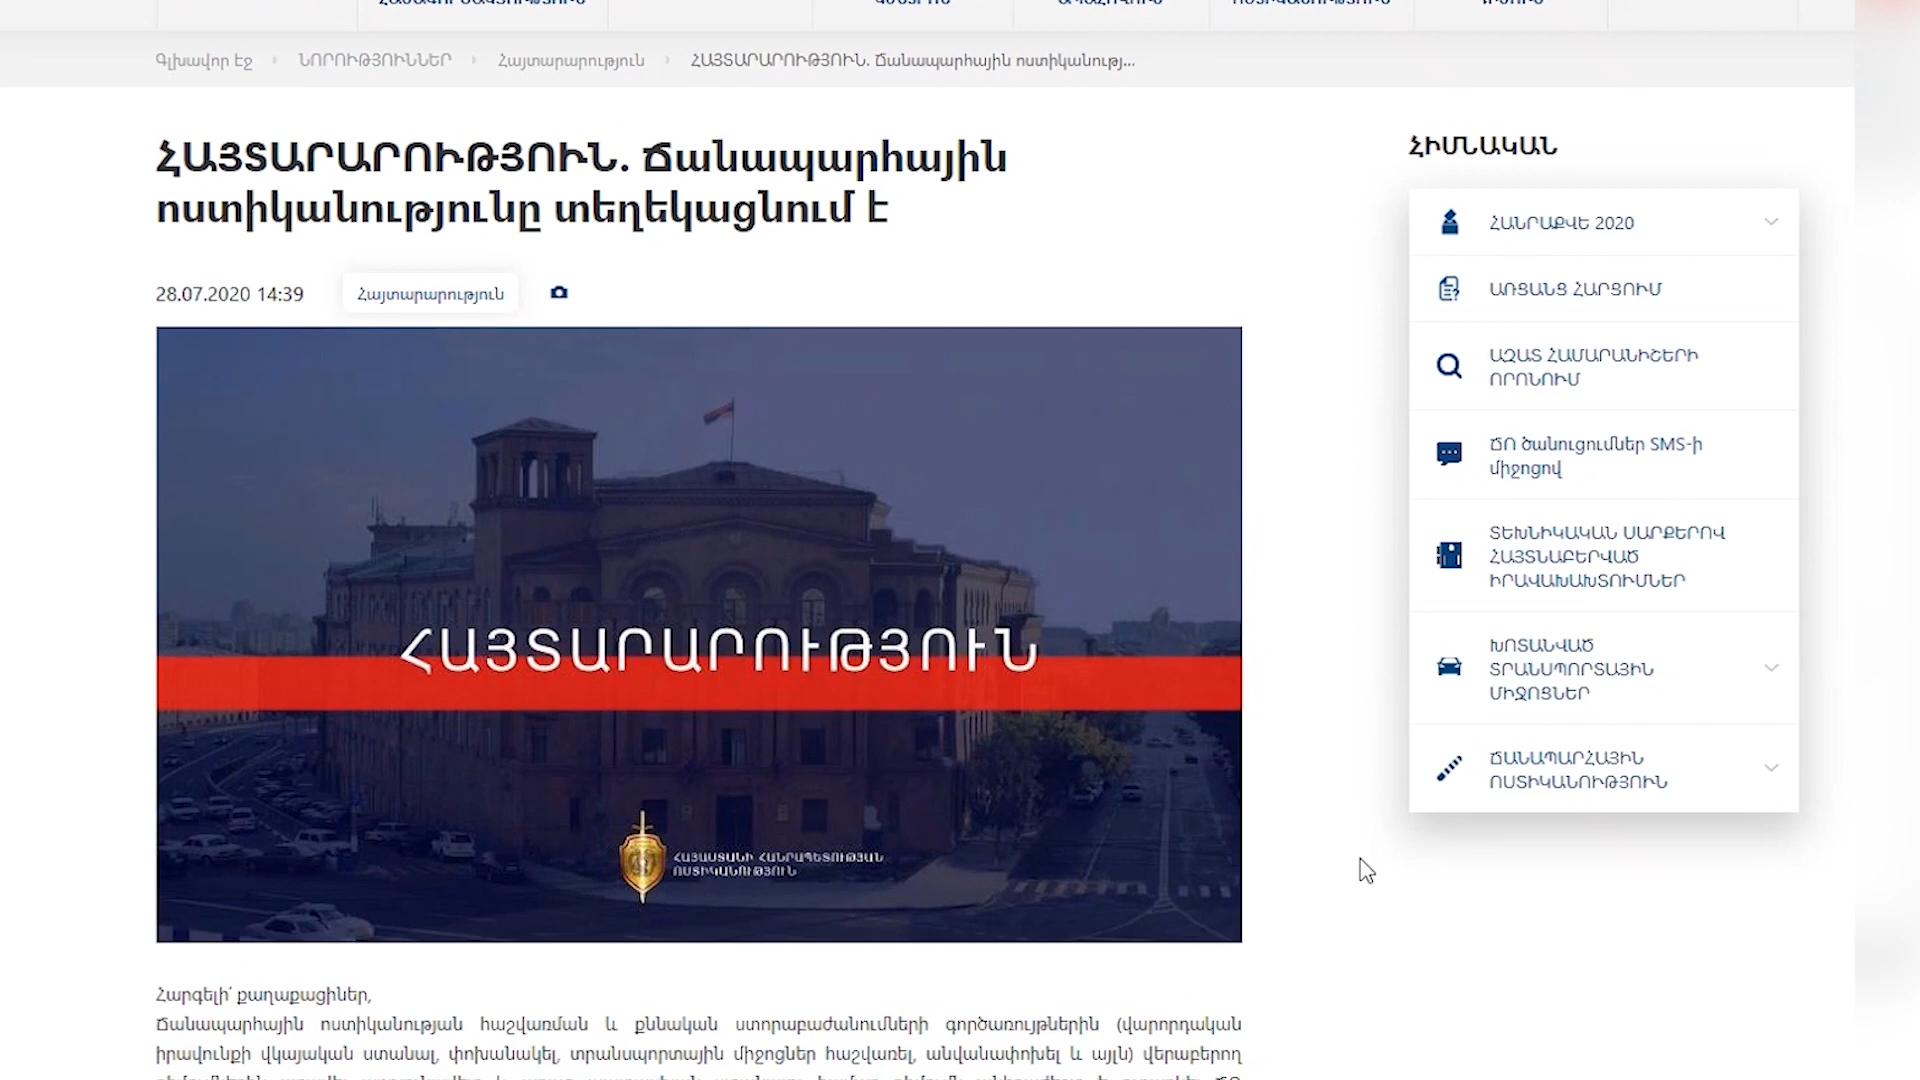 Գլխավոր էջ › ՆՈՐՈՒԹՅՈՒՆՆԵՐ › Հայտարարություն › ՀԱՅՏԱՐԱՐՈՒԹՅՈՒՆ. Ճանապարհային ոստիկանությ...
ՀԱՅՏԱՐԱՐՈՒԹՅՈՒՆ. Ճանապարհային
ոստիկանությունը տեղեկացնում է
28.07.2020 14:39
Հայտարարություն
ՀԱՅՏԱՐԱՐՈՒԹՅՈՒՆ
ՀԱՅԱՍՏԱՆԻ ՀԱՆՐԱՊԵՏՈՒԹՅԱՆ
ՈՍՏԻԿԱՆՈՒԹՅՈՒՆ
Հարգելի՛ քաղաքացիներ,
Ճանապարհային ոստիկանության հաշվառման և քննական ստորաբաժանումների գործառույթներին (վարորդական
իրավունքի վկայական ստանալ, փոխանակել, տրանսպորտային միջոցներ հաշվառել, անվանափոխել և այլն) վերաբերող
ՀԻՄՆԱԿԱՆ
ՀԱՆՐԱՔՎԵ 2020
ԱՌՑԱՆՑ ՀԱՐՑՈՒՄ
ԱԶԱՏ ՀԱՄԱՐԱՆԻՇԵՐԻ
ՈՐՈՆՈՒՄ
ՃՈ ծանուցումներ SMS-ի
միջոցով
ՏԵԽՆԻԿԱԿԱՆ ՍԱՐՔԵՐՈՎ
ՀԱՅՏՆԱԲԵՐՎԱԾ
ԻՐԱՎԱԽԱԽՏՈՒՄՆԵՐ
ԽՈՏԱՆՎԱԾ
ՏՐԱՆՍՊՈՐՏԱՅԻՆ
ՄԻՋՈՑՆԵՐ
ՃԱՆԱՊԱՐՀԱՅԻՆ
ՈՍՏԻԿԱՆՈՒԹՅՈՒՆ